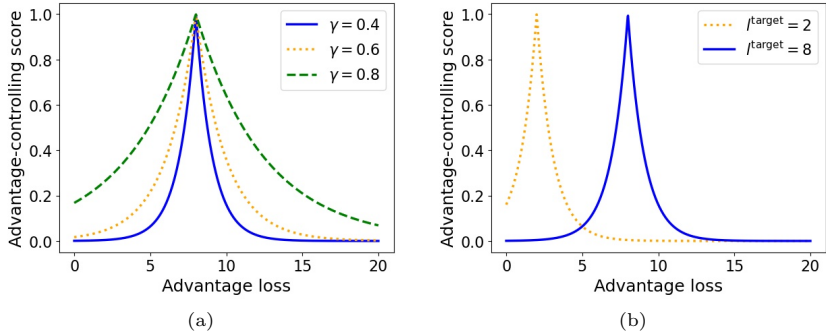 Advantage-controlling score
1.0
0.8
0.6
0.4
0.2
0.0
γ = 0.4
γ = 0.6
γ = 0.8
0
5
10
15
20
Advantage loss
(a)
Advantage-controlling score
1.0
0.8
0.6
0.4
0.2
0.0
l^target = 2
l^target = 8
0
5
10
15
20
Advantage loss
(b)